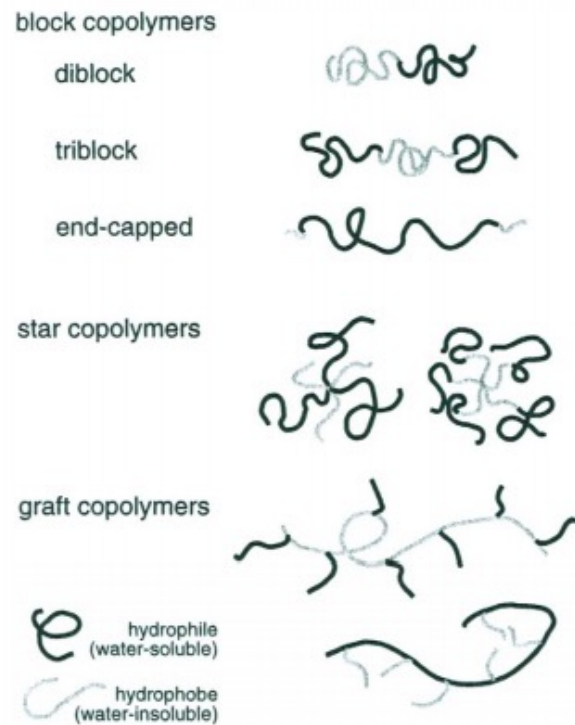 block copolymers
diblock
triblock
end-capped
star copolymers
graft copolymers
hydrophile
(water-soluble)
hydrophobe
(water-insoluble)